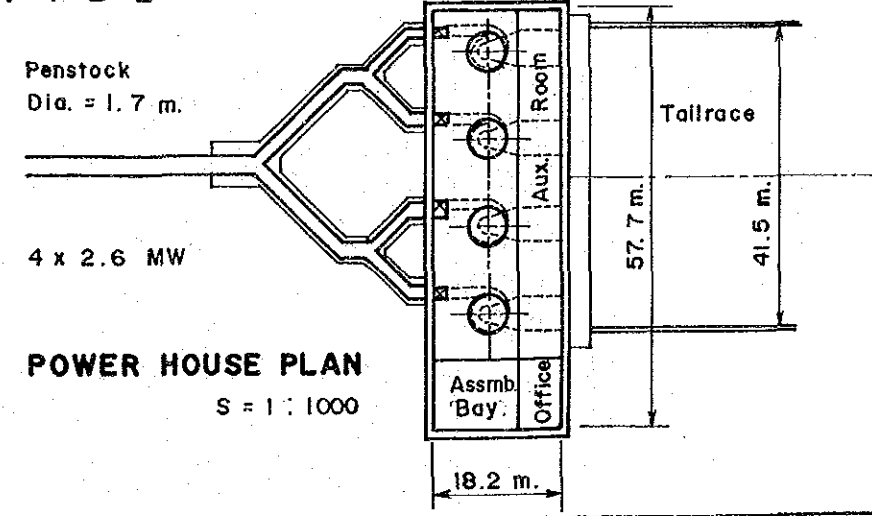 Penstock
Dia. = 1.7 m.
4 x 2.6 MW
POWER HOUSE PLAN
S = 1 : 1000
Room
Aux.
Assmb.
Bay.
Office
Tailrace
57.7 m.
41.5 m.
18.2 m.